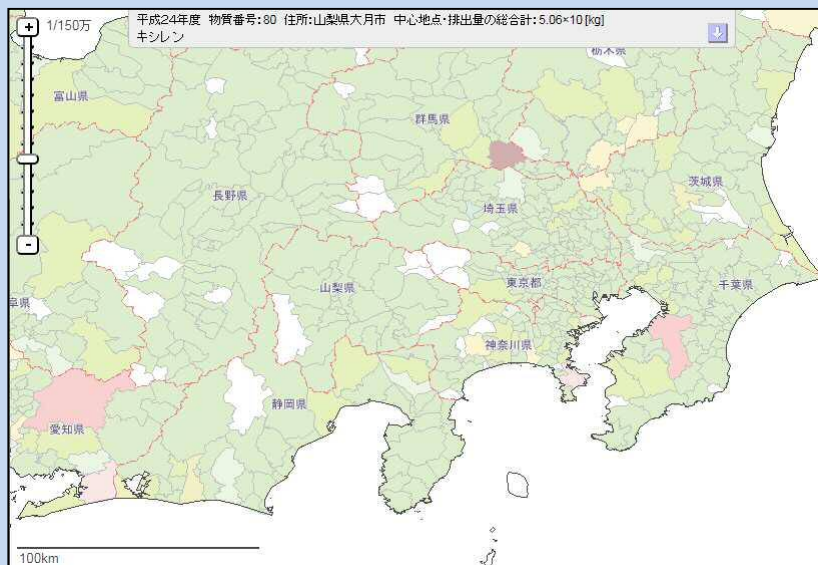 +
1/150万
平成24年度 物質番号:80 住所:山梨県大月市 中心地点・排出量の総合計:5.06×10[kg]
キシレン
栃木県
富山県
群馬県
茨城県
長野県
埼玉県
山梨県
東京都
千葉県
阜県
神奈川県
静岡県
愛知県
-
100km